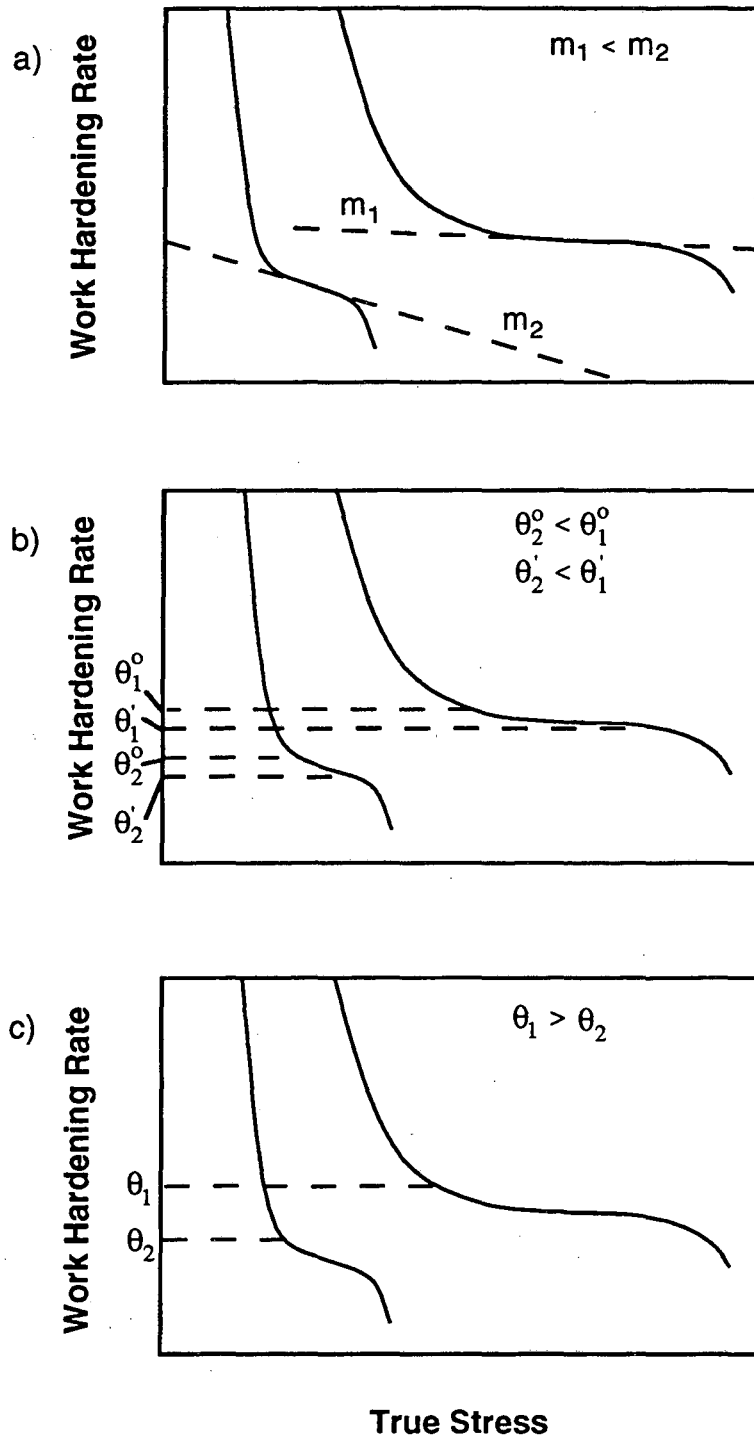 a)
Work Hardening Rate
m₁ < m₂
m₁
m₂
b)
Work Hardening Rate
θ₂° < θ₁°
θ₂' < θ₁'
θ₁°
θ₁'
θ₂°
θ₂'
c)
Work Hardening Rate
θ₁ > θ₂
θ₁
θ₂
True Stress